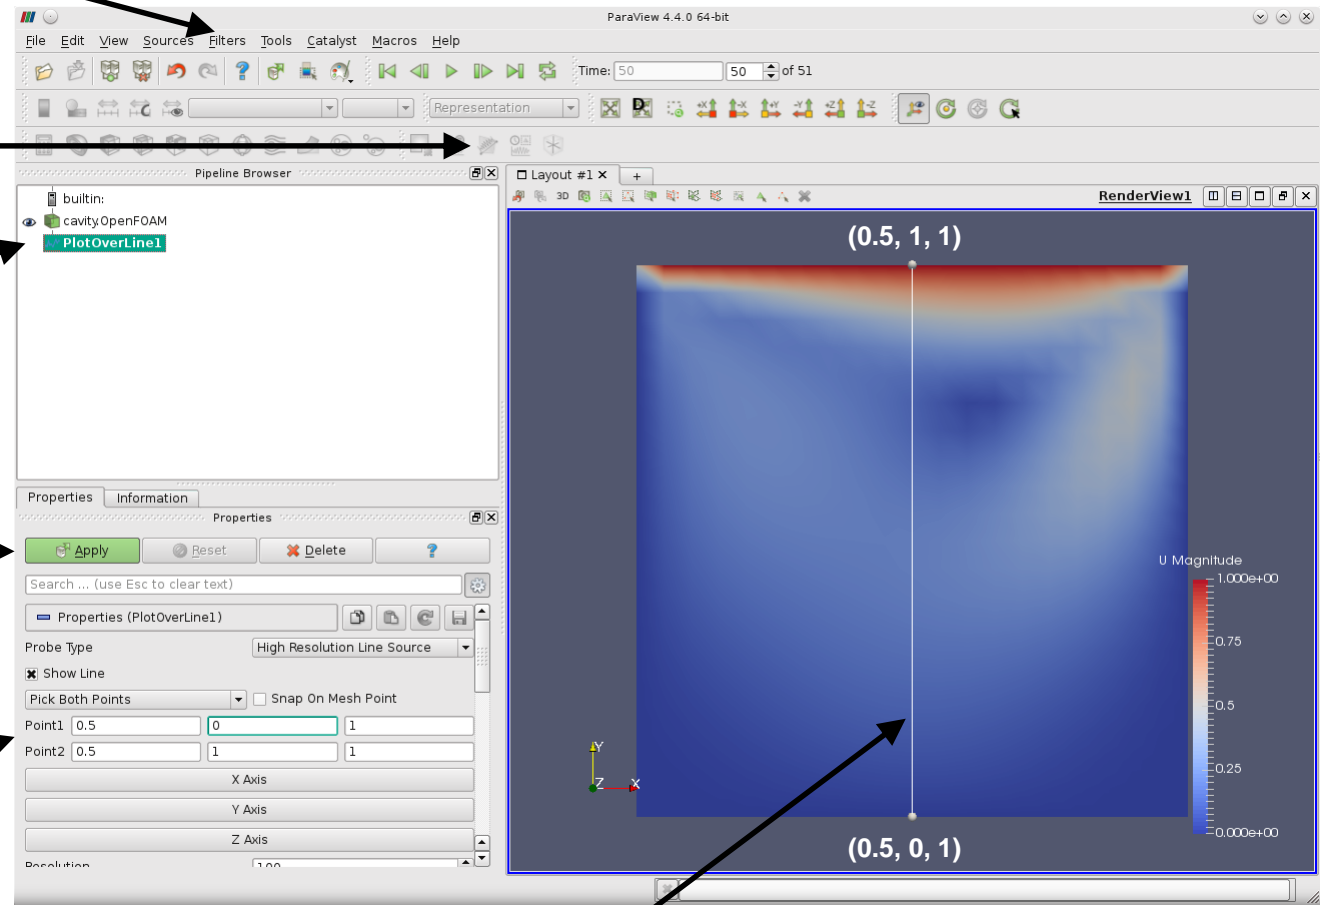 ParaView 4.4.0 64-bit
File Edit View Sources Filters Tools Catalyst Macros Help
Time: 50 50 of 51
Representation
Pipeline Browser
builtin:
cavity.OpenFOAM
PlotOverLine1
Properties Information
Properties
Apply Reset Delete ?
Search ... (use Esc to clear text)
Properties (PlotOverLine1)
Probe Type High Resolution Line Source
Show Line
Pick Both Points Snap On Mesh Point
Point1 0.5 0 1
Point2 0.5 1 1
X Axis
Y Axis
Z Axis
Resolution 100
Layout #1 +
3D
RenderView1
(0.5, 1, 1)
U Magnitude
1.000e+00
0.75
0.5
0.25
0.000e+00
Y
Z X
(0.5, 0, 1)